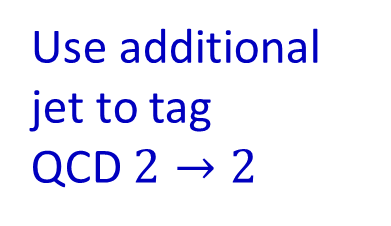 Use additional
jet to tag
QCD 2 → 2